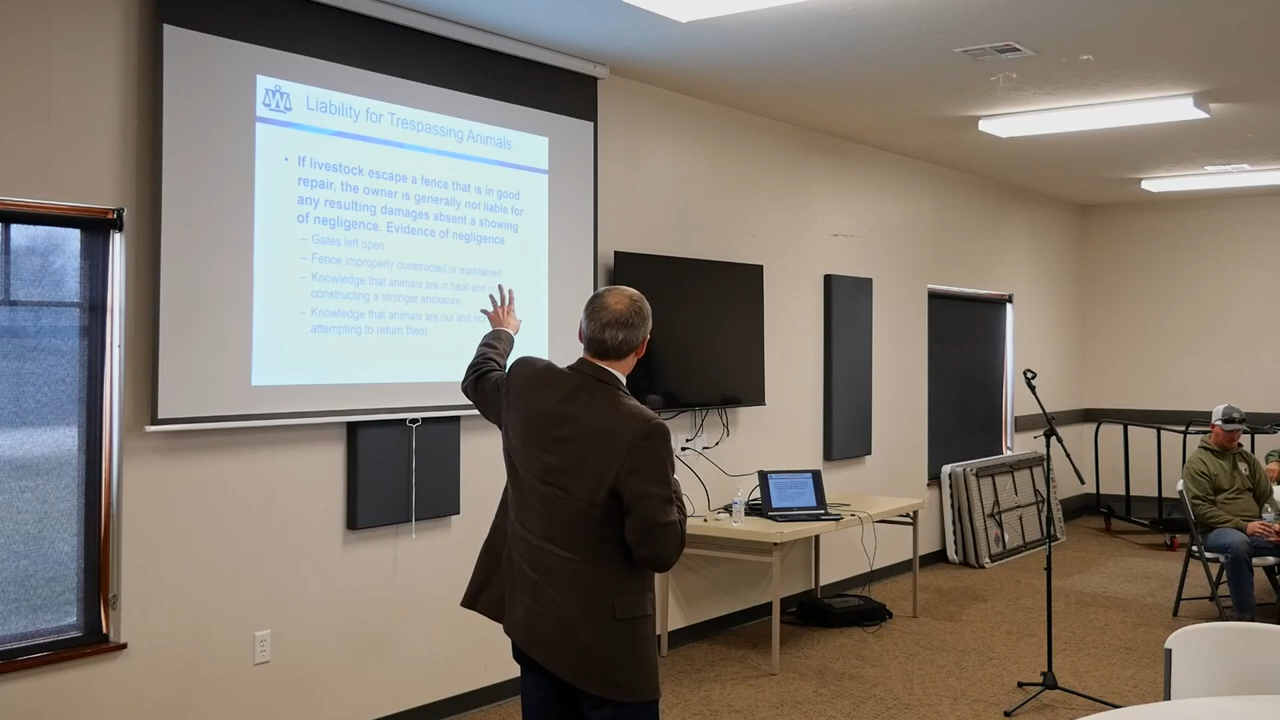 W
Liability for Trespassing Animals
• If livestock escape a fence that is in good
repair, the owner is generally not liable for
any resulting damages absent a showing
of negligence. Evidence of negligence
– Gates left open
– Fence improperly constructed or maintained
– Knowledge that animals are in heat and
constructing a stronger enclosure
– Knowledge that animals are out and
attempting to return them